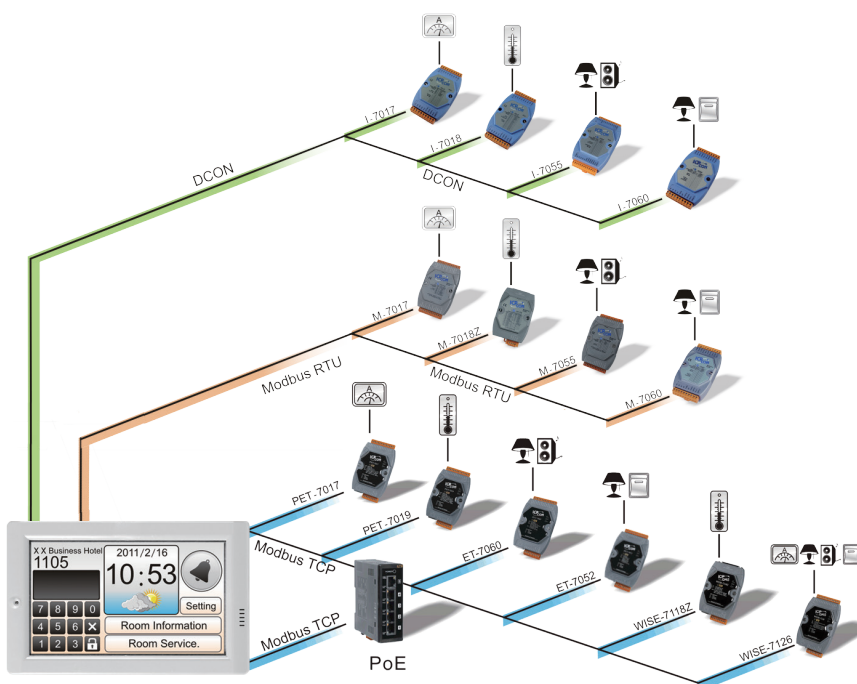 A
I-7017
I-7018
I-7055
I-7060
DCON
DCON
A
M-7017
M-7018Z
M-7055
M-7060
Modbus RTU
Modbus RTU
A
PET-7017
PET-7019
ET-7060
ET-7052
WISE-7118Z
A
WISE-7126
Modbus TCP
Modbus TCP
PoE
X X Business Hotel
1105
2011/2/16
10:53
Setting
7 8 9 0
4 5 6 X
1 2 3
Room Information
Room Service.